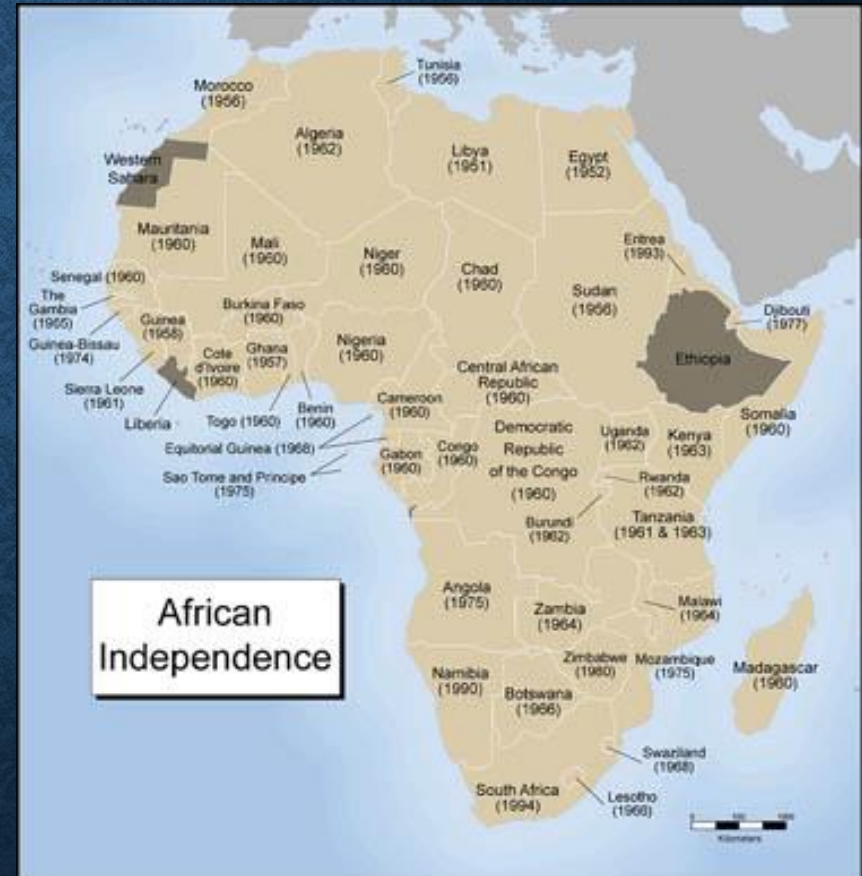 Tunisia
(1956)
Morocco
(1956)
Algeria
(1962)
Libya
(1951)
Egypt
(1952)
Western
Sahara
Mauritania
(1960)
Mali
(1960)
Niger
(1960)
Chad
(1960)
Sudan
(1956)
Eritrea
(1993)
Djibouti
(1977)
Senegal (1960)
The
Gambia
(1965)
Guinea-Bissau
(1974)
Guinea
(1958)
Sierra Leone
(1961)
Liberia
Cote
d'Ivoire
(1960)
Burkina Faso
(1960)
Ghana
(1957)
Togo (1960)
Benin
(1960)
Nigeria
(1960)
Cameroon
(1960)
Central African
Republic
(1960)
Ethiopia
Somalia
(1960)
Equitorial Guinea (1968)
Sao Tome and Principe
(1975)
Gabon
(1960)
Congo
(1960)
Democratic
Republic
of the Congo
(1960)
Uganda
(1962)
Kenya
(1963)
Rwanda
(1962)
Burundi
(1962)
Tanzania
(1961 & 1963)
African
Independence
Angola
(1975)
Zambia
(1964)
Malawi
(1964)
Zimbabwe
(1960)
Mozambique
(1975)
Madagascar
(1960)
Namibia
(1990)
Botswana
(1966)
Swaziland
(1968)
South Africa
(1994)
Lesotho
(1966)
Kilometers